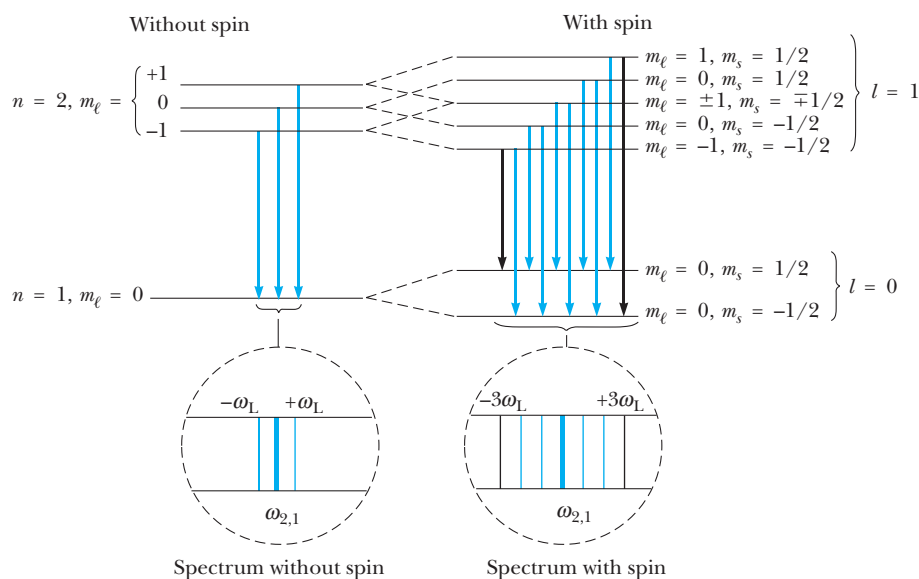 Without spin
With spin
n = 2, mℓ = { +1
0
−1
mℓ = 1, ms = 1/2
mℓ = 0, ms = 1/2
mℓ = ±1, ms = ∓1/2
mℓ = 0, ms = −1/2
mℓ = −1, ms = −1/2
} l = 1
n = 1, mℓ = 0
mℓ = 0, ms = 1/2
mℓ = 0, ms = −1/2
} l = 0
−ωL +ωL
ω2,1
Spectrum without spin
−3ωL +3ωL
ω2,1
Spectrum with spin